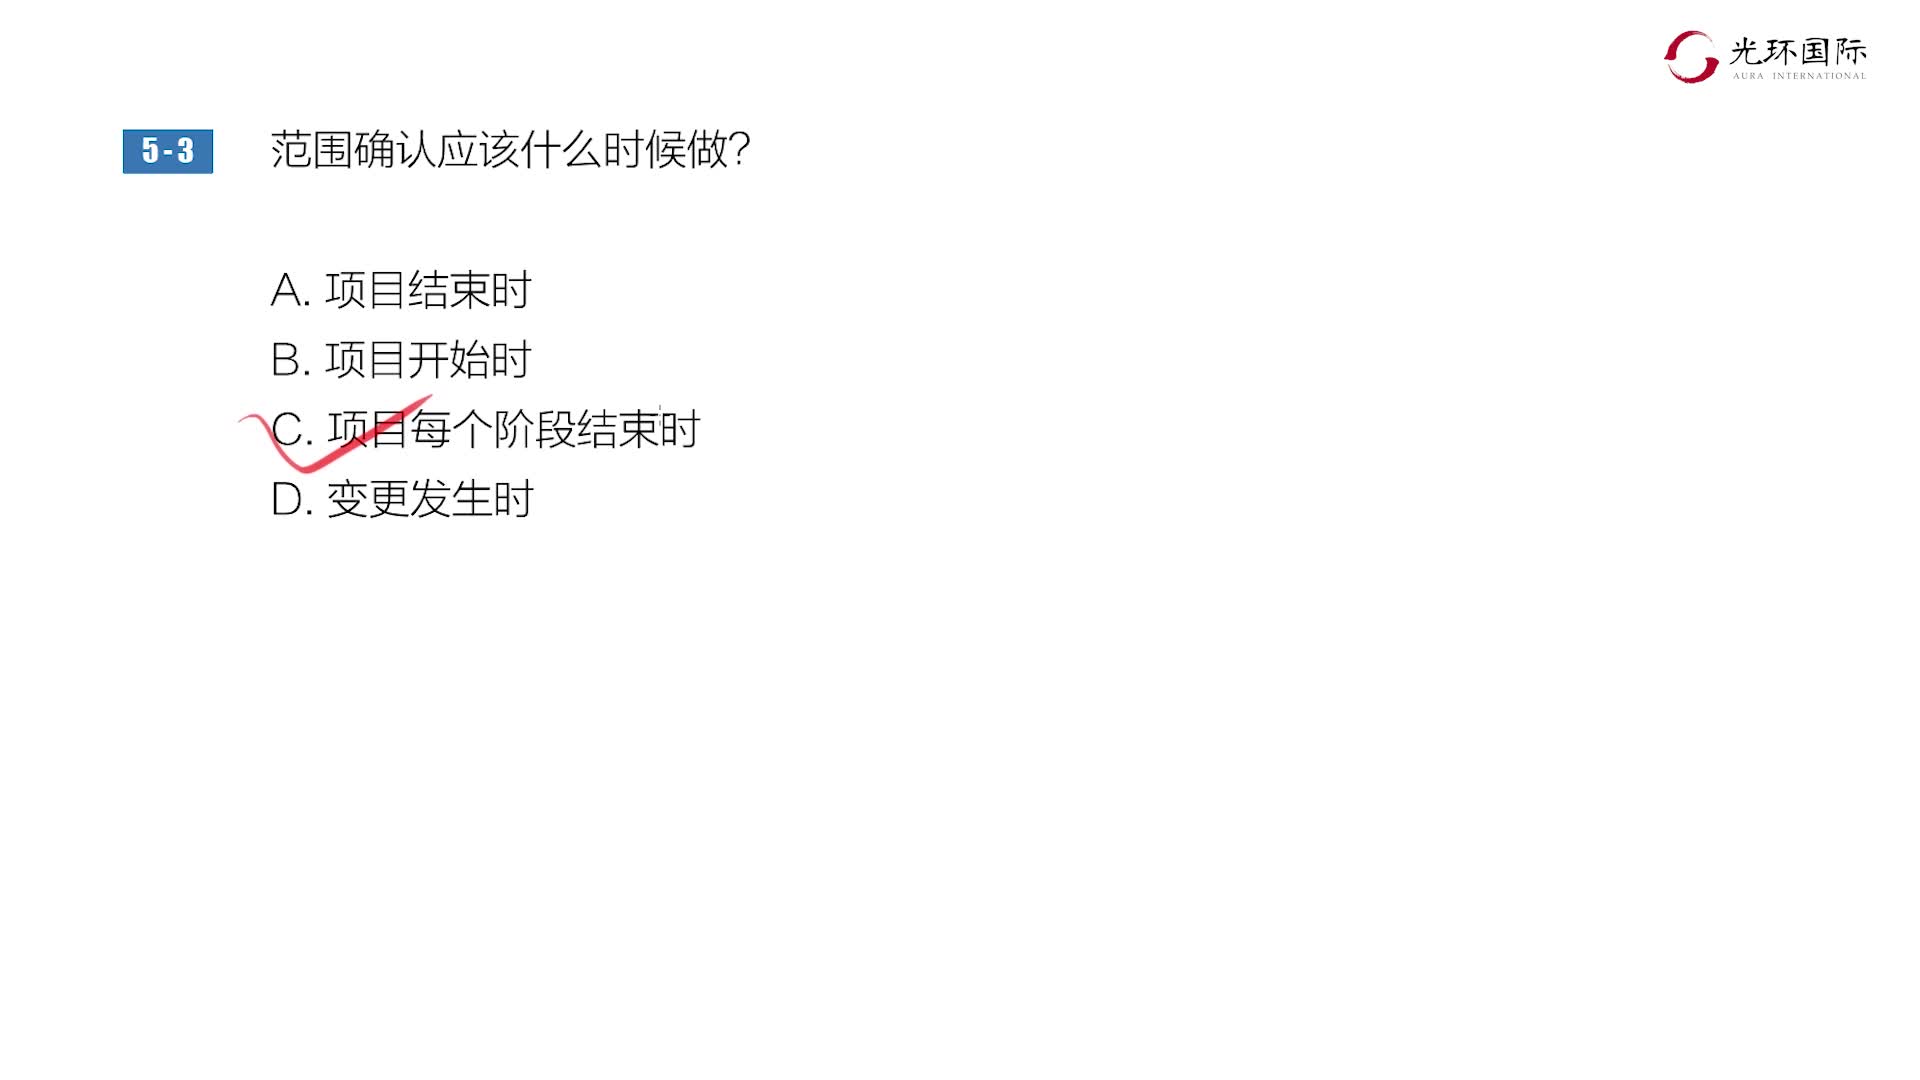 光环国际
AURA INTERNATIONAL
5-3 范围确认应该什么时候做？
A. 项目结束时
B. 项目开始时
C. 项目每个阶段结束时
D. 变更发生时